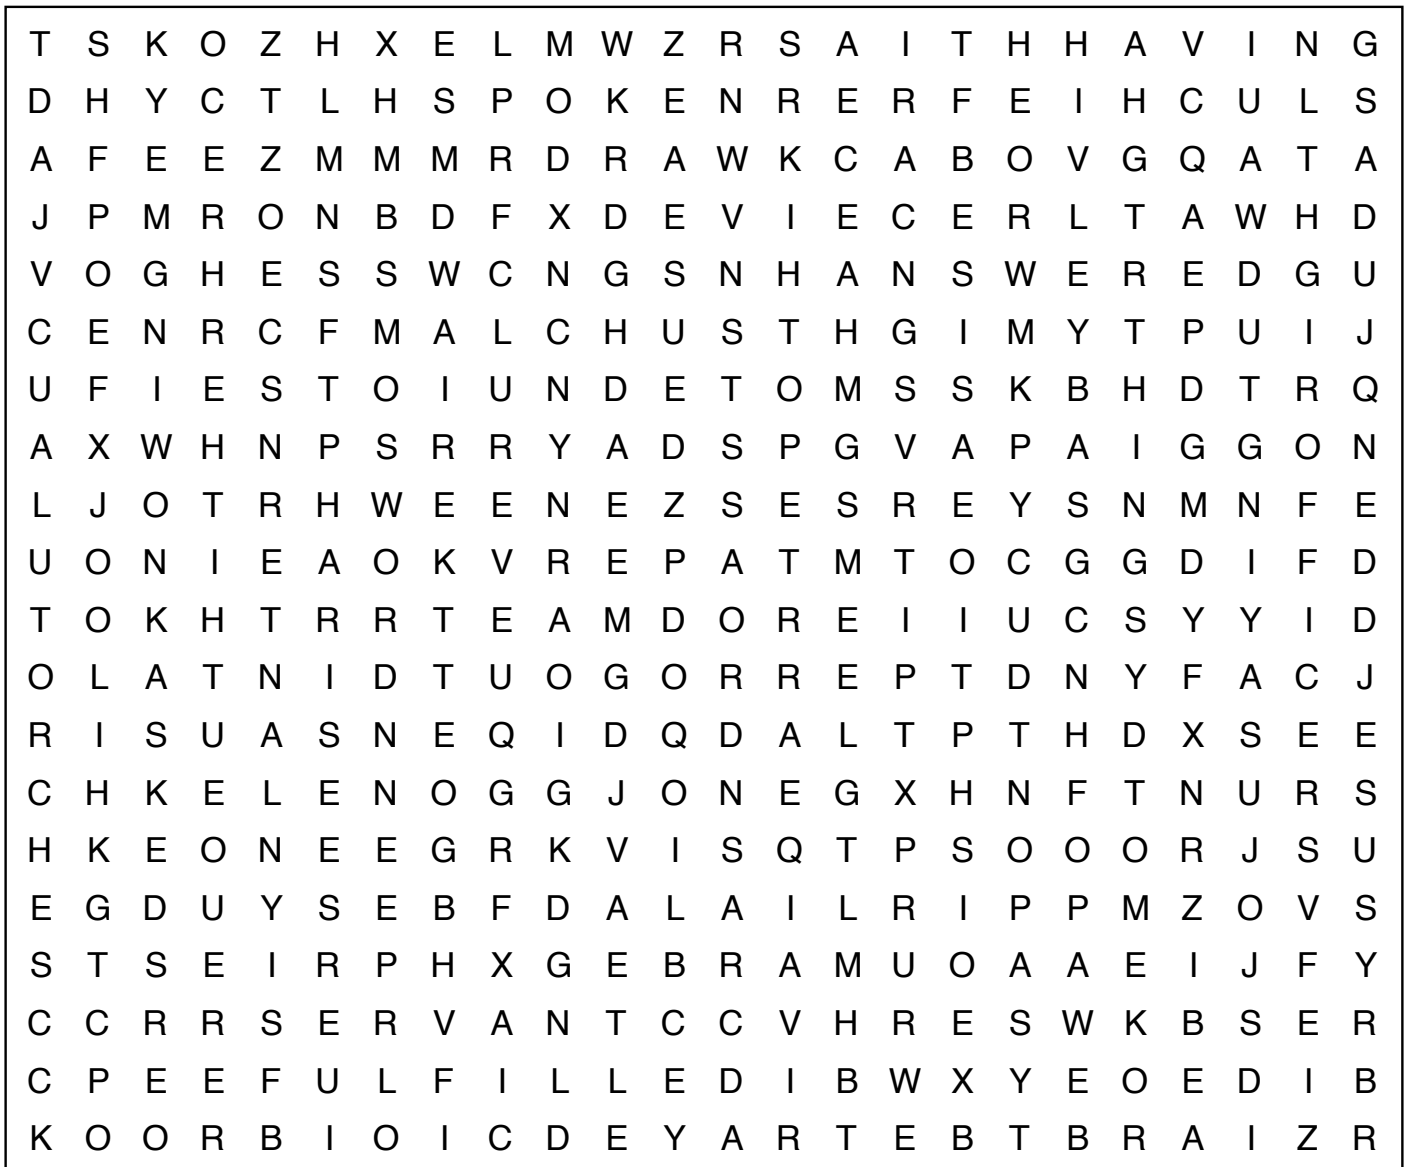 T S K O Z H X E L M W Z R S A I T H H A V I N G
D H Y C T L H S P O K E N R E R F E I H C U L S
A F E E Z M M M R D R A W K C A B O V G Q A T A
J P M R O N B D F X D E V I E C E R L T A W H D
V O G H E S S W C N G S N H A N S W E R E D G U
C E N R C F M A L C H U S T H G I M Y T P U I J
U F I E S T O I U N D E T O M S S K B H D T R Q
A X W H N P S R R Y A D S P G V A P A I G G O N
L J O T R H W E E N E Z S E S R E Y S N M N F E
U O N I E A O K V R E P A T M T O C G G D I F D
T O K H T R R T E A M D O R E I I U C S Y Y I D
O L A T N I D T U O G O R R E P T D N Y F A C J
R I S U A S N E Q I D Q D A L T P T H D X S E E
C H K E L E N O G G J O N E G X H N F T N U R S
H K E O N E E G R K V I S Q T P S O O O R J S U
E G D U Y S E B F D A L A I L R I P P M Z O V S
S T S E I R P H X G E B R A M U O A A E I J F Y
C C R R S E R V A N T C C V H R E S W K B S E R
C P E E F U L F I L L E D I B W X Y E O E D I B
K O O R B I O I C D E Y A R T E B T B R A I Z R